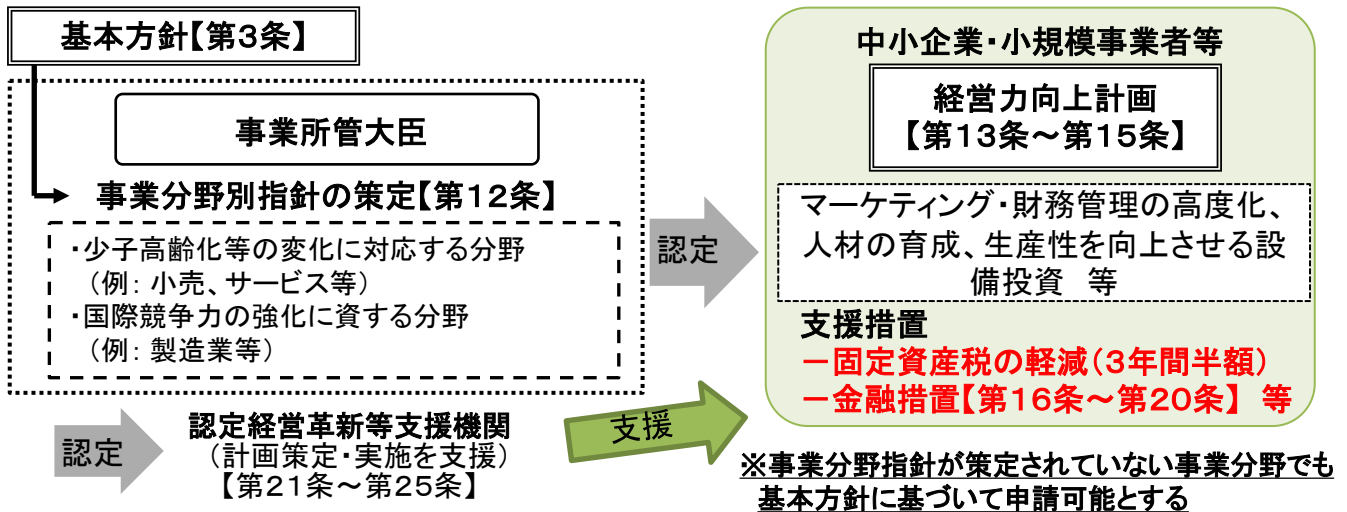 基本方針【第3条】
事業所管大臣
事業分野別指針の策定【第12条】
・少子高齢化等の変化に対応する分野
（例：小売、サービス等）
・国際競争力の強化に資する分野
（例：製造業等）
認定
認定経営革新等支援機関
（計画策定・実施を支援）
【第21条～第25条】
認定
支援
中小企業・小規模事業者等
経営力向上計画
【第13条～第15条】
マーケティング・財務管理の高度化、
人材の育成、生産性を向上させる設
備投資　等
支援措置
－固定資産税の軽減（3年間半額）
－金融措置【第16条～第20条】 等
※事業分野指針が策定されていない事業分野でも
基本方針に基づいて申請可能とする